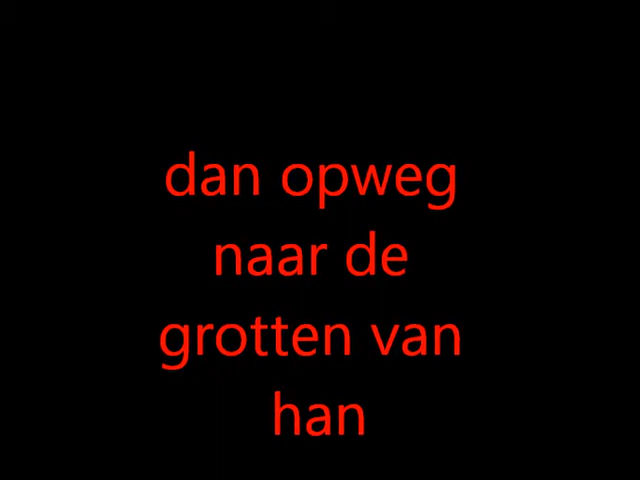 dan opweg
naar de
grotten van
han